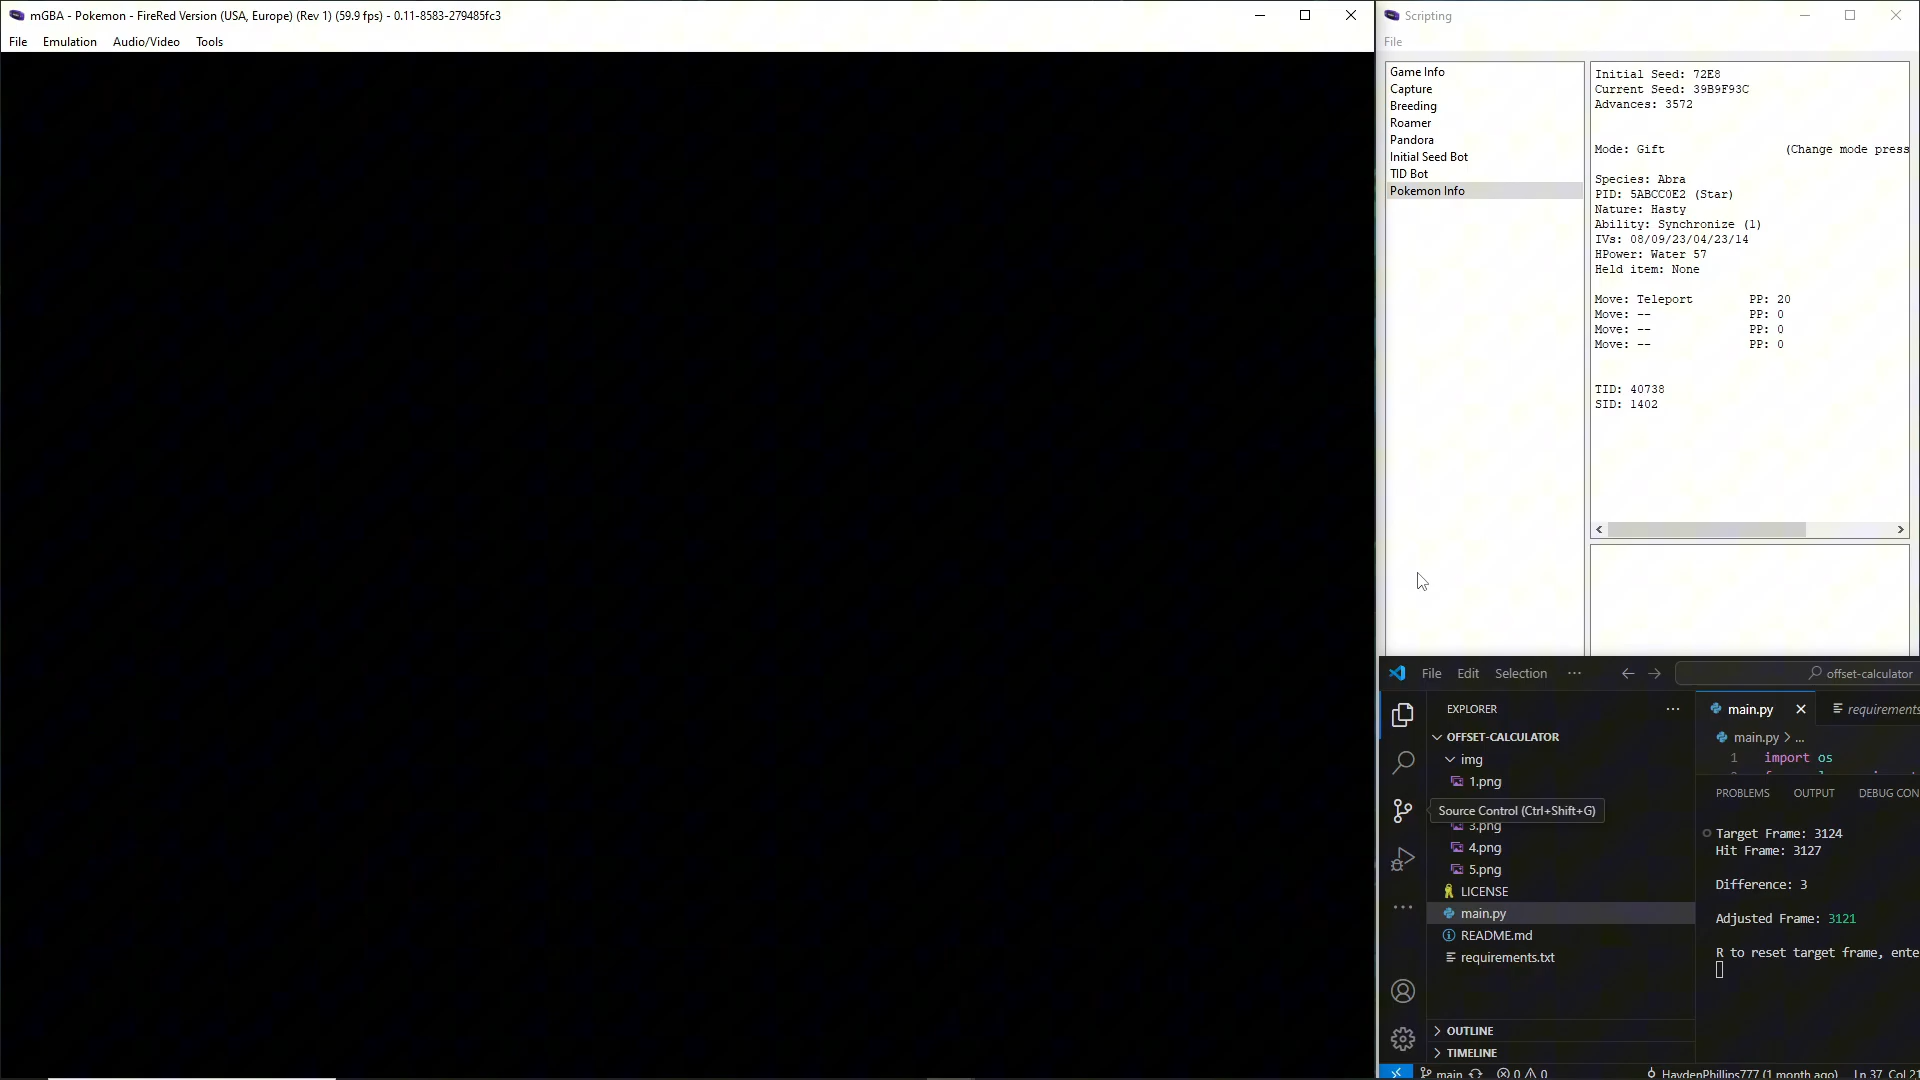 mGBA - Pokemon - FireRed Version (USA, Europe) (Rev 1) (59.9 fps) - 0.11-8583-279485fc3
File Emulation Audio/Video Tools
Scripting
File
Game Info
Capture
Breeding
Roamer
Pandora
Initial Seed Bot
TID Bot
Pokemon Info
Initial Seed: 72E8
Current Seed: 39B9F93C
Advances: 3572
Mode: Gift (Change mode press
Species: Abra
PID: 5ABCC0E2 (Star)
Nature: Hasty
Ability: Synchronize (1)
IVs: 08/09/23/04/23/14
HPower: Water 57
Held item: None
Move: Teleport PP: 20
Move: -- PP: 0
Move: -- PP: 0
Move: -- PP: 0
TID: 40738
SID: 1402
File Edit Selection ··· offset-calculator
EXPLORER ···
OFFSET-CALCULATOR
img
1.png
Source Control (Ctrl+Shift+G)
3.png
4.png
5.png
LICENSE
main.py
README.md
requirements.txt
OUTLINE
TIMELINE
main.py requirements
main.py > ...
1 import os
PROBLEMS OUTPUT DEBUG CON
Target Frame: 3124
Hit Frame: 3127
Difference: 3
Adjusted Frame: 3121
R to reset target frame, ente
main 0 0 HaydenPhillips777 (1 month ago) Ln 37, Col 21